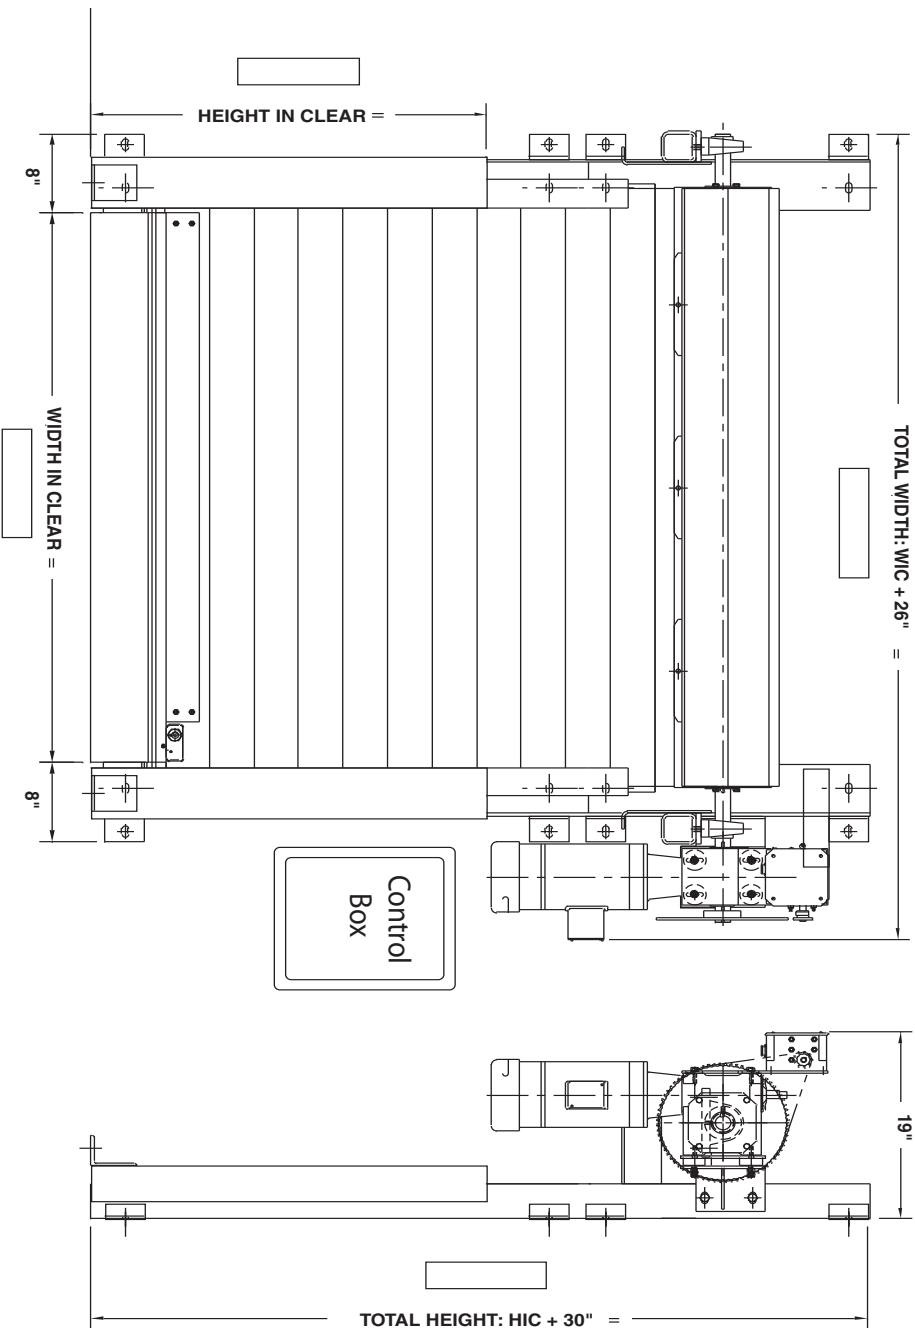 HEIGHT IN CLEAR =
8"
WIDTH IN CLEAR =
8"
TOTAL WIDTH: WIC + 26" =
Control
Box
19"
TOTAL HEIGHT: HIC + 30" =